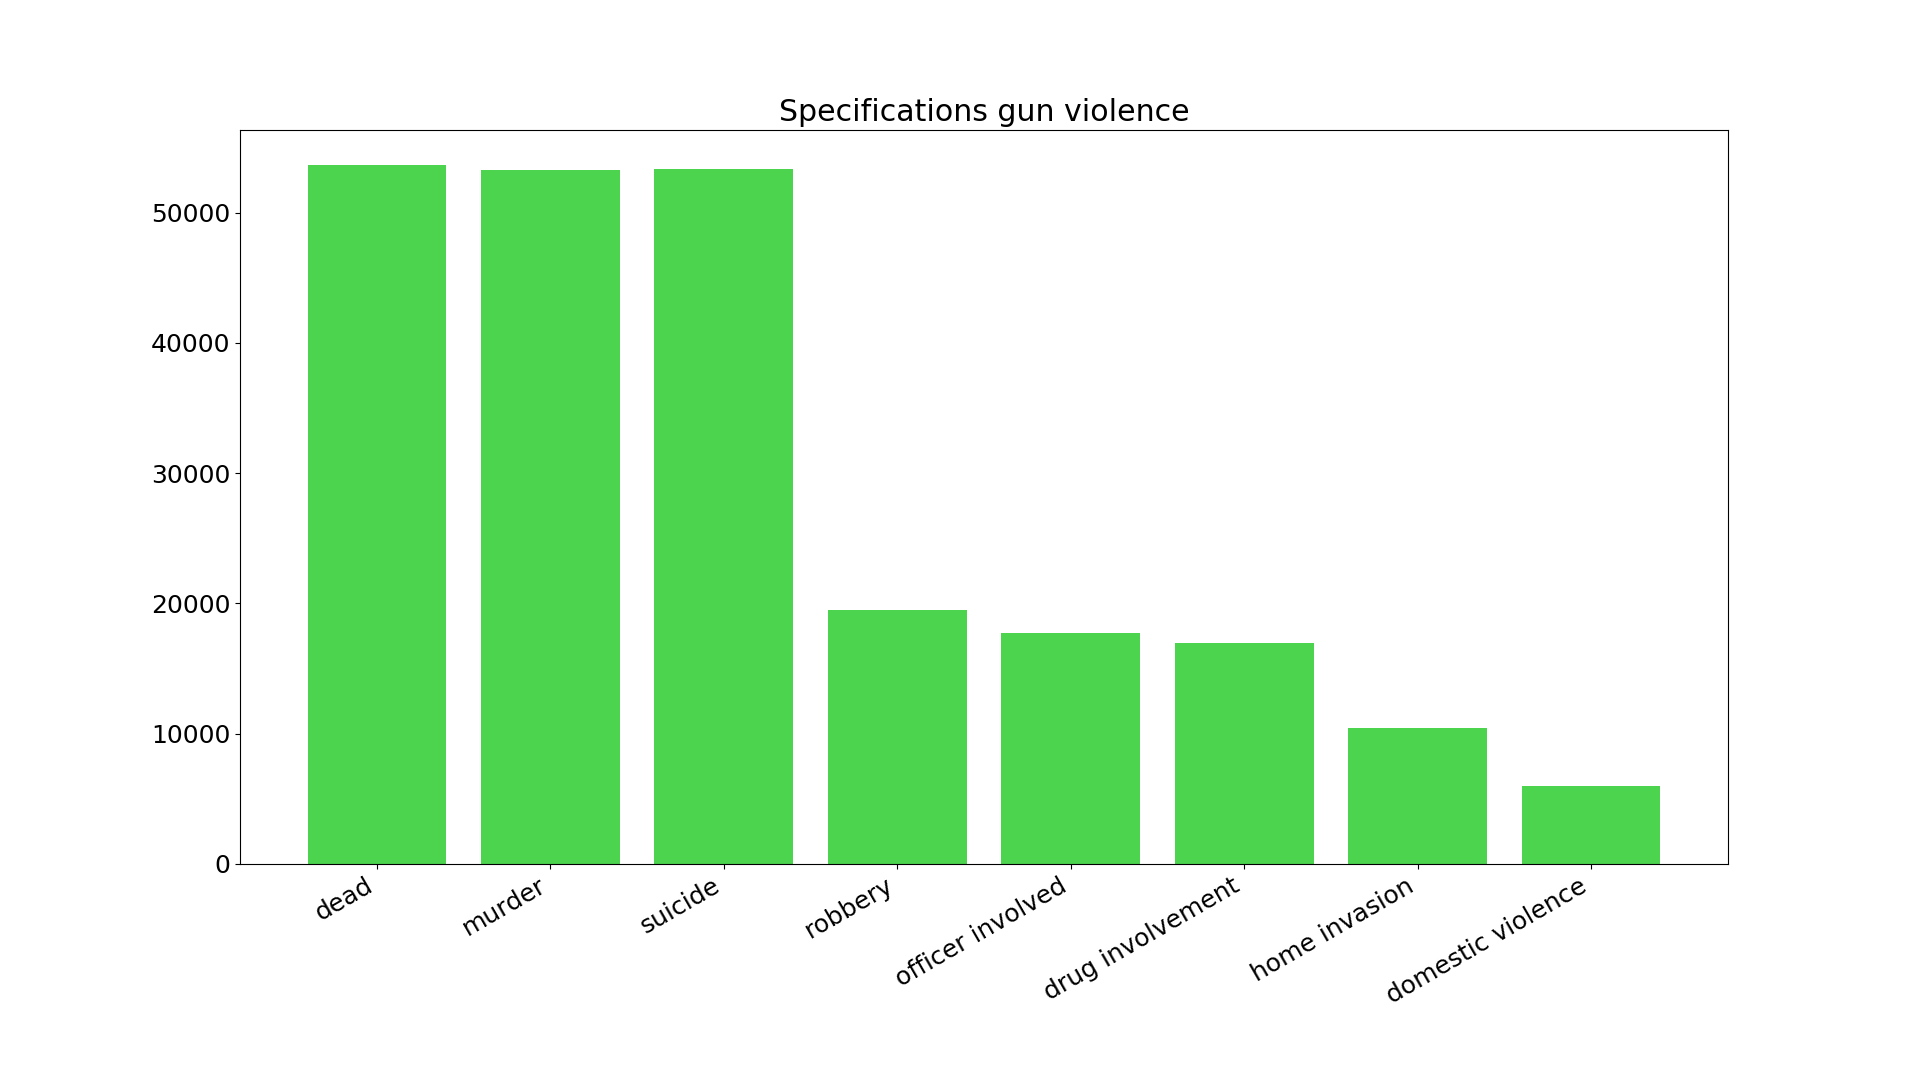 Specifications gun violence
50000
40000
30000
20000
10000
0
dead
murder
suicide
robbery
officer involved
drug involvement
home invasion
domestic violence